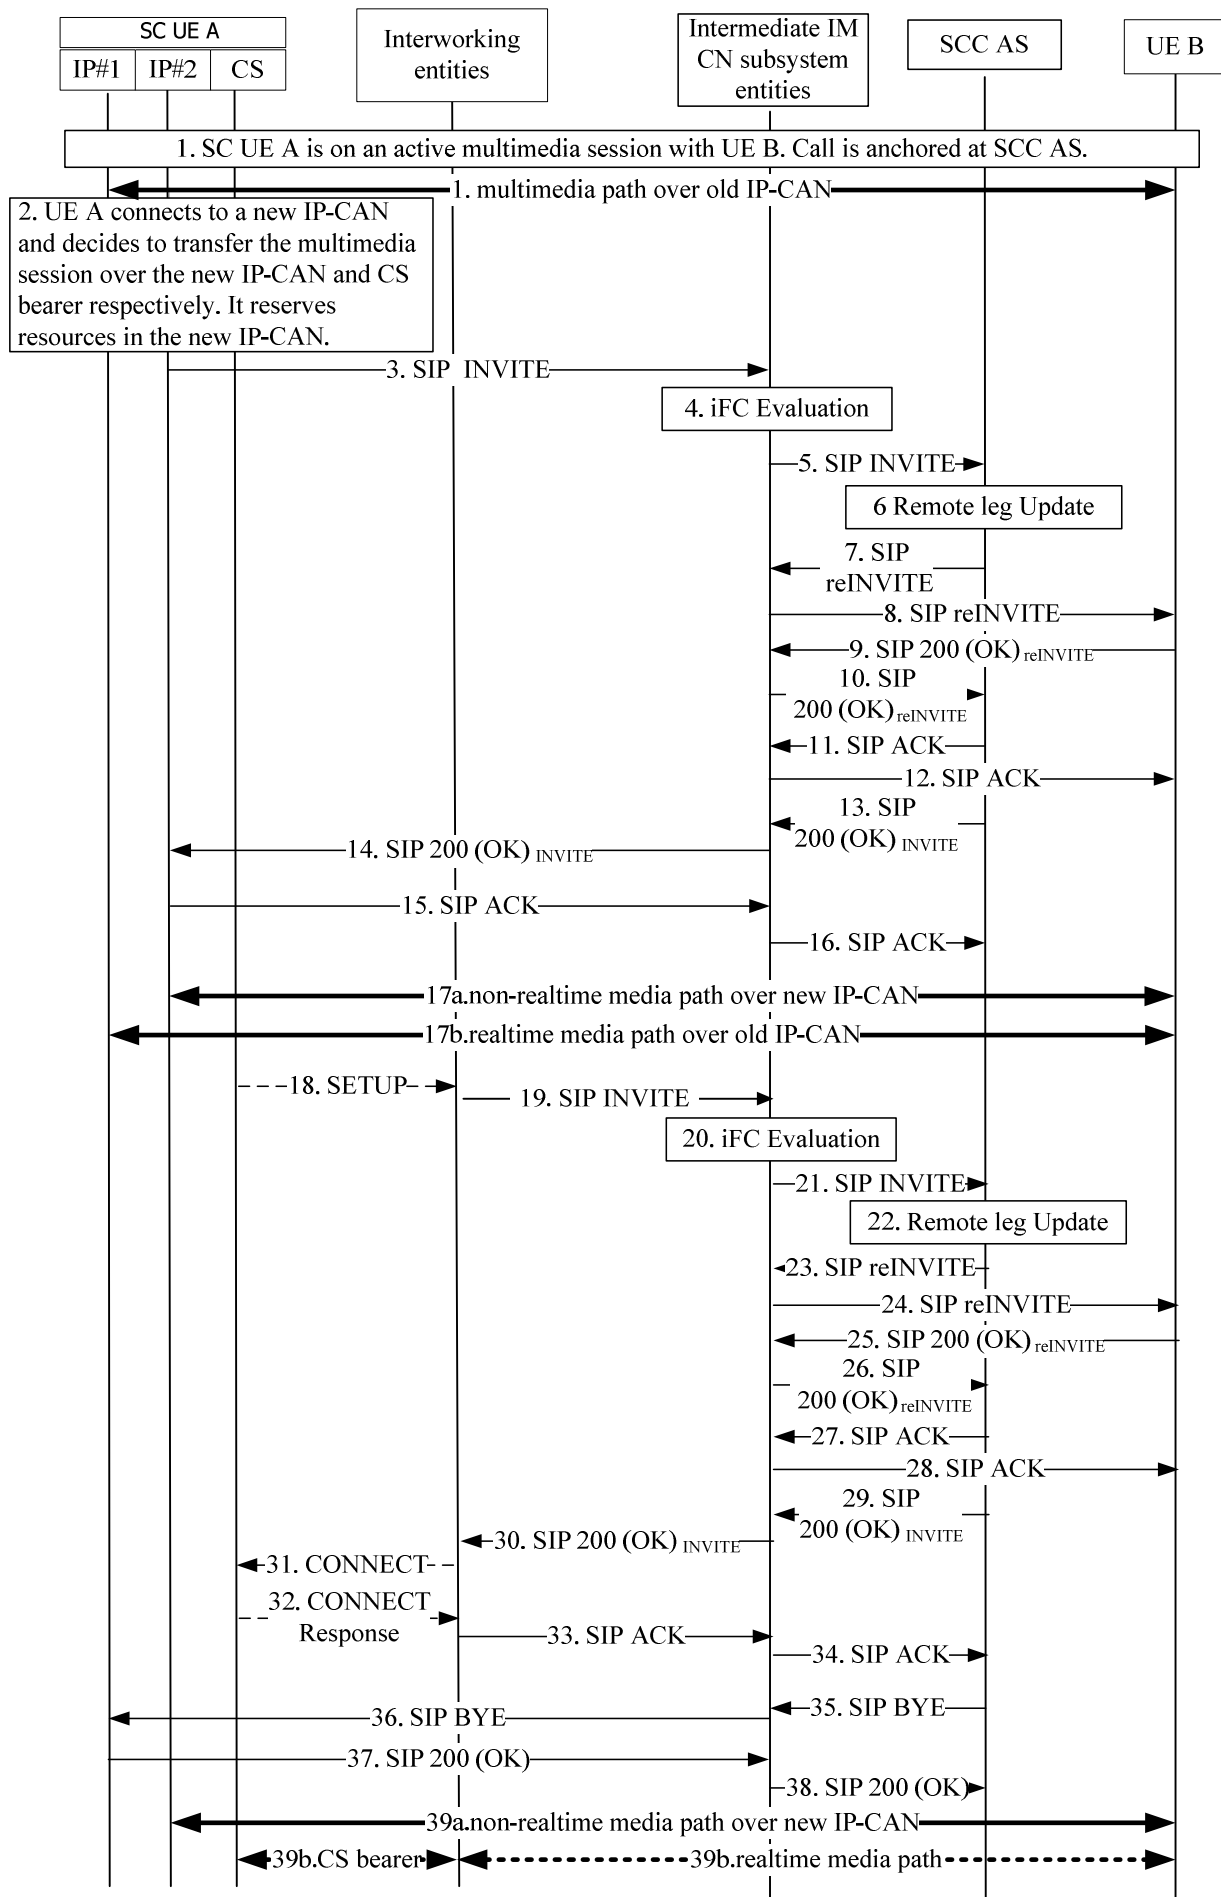 SC UE A
IP#1
IP#2
CS
Interworking
entities
Intermediate IM
CN subsystem
entities
SCC AS
UE B
1. SC UE A is on an active multimedia session with UE B. Call is anchored at SCC AS.
1. multimedia path over old IP-CAN
2. UE A connects to a new IP-CAN
and decides to transfer the multimedia
session over the new IP-CAN and CS
bearer respectively. It reserves
resources in the new IP-CAN.
3. SIP INVITE
4. iFC Evaluation
5. SIP INVITE
6 Remote leg Update
7. SIP
reINVITE
8. SIP reINVITE
9. SIP 200 (OK) reINVITE
10. SIP
200 (OK) reINVITE
11. SIP ACK
12. SIP ACK
13. SIP
200 (OK) INVITE
14. SIP 200 (OK) INVITE
15. SIP ACK
16. SIP ACK
17a.non-realtime media path over new IP-CAN
17b.realtime media path over old IP-CAN
18. SETUP
19. SIP INVITE
20. iFC Evaluation
21. SIP INVITE
22. Remote leg Update
23. SIP reINVITE
24. SIP reINVITE
25. SIP 200 (OK) reINVITE
26. SIP
200 (OK) reINVITE
27. SIP ACK
28. SIP ACK
29. SIP
200 (OK) INVITE
30. SIP 200 (OK) INVITE
31. CONNECT
32. CONNECT
Response
33. SIP ACK
34. SIP ACK
35. SIP BYE
36. SIP BYE
37. SIP 200 (OK)
38. SIP 200 (OK)
39a.non-realtime media path over new IP-CAN
39b.CS bearer
39b.realtime media path